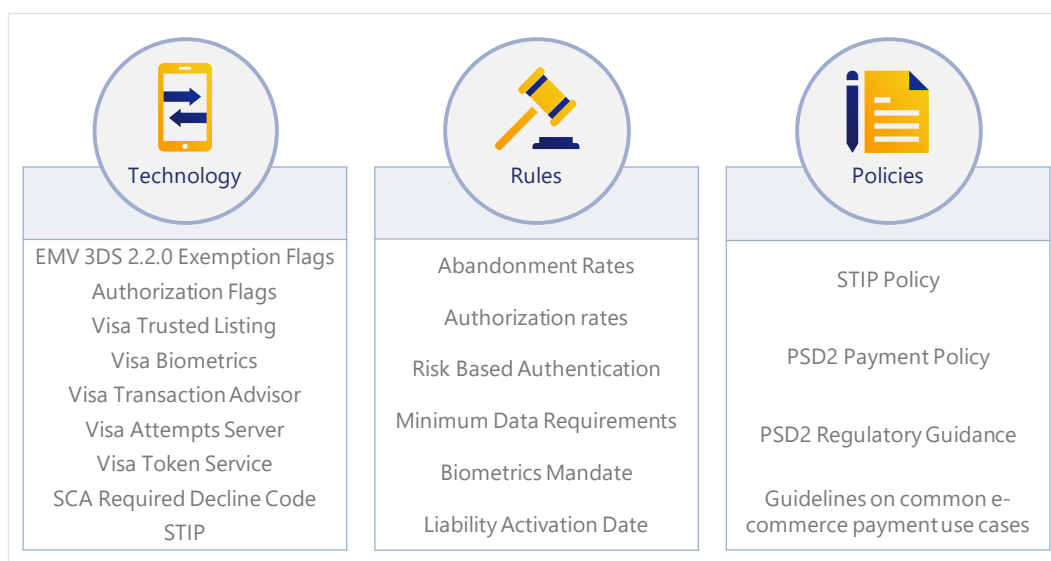 Technology
EMV 3DS 2.2.0 Exemption Flags
Authorization Flags
Visa Trusted Listing
Visa Biometrics
Visa Transaction Advisor
Visa Attempts Server
Visa Token Service
SCA Required Decline Code
STIP
Rules
Abandonment Rates
Authorization rates
Risk Based Authentication
Minimum Data Requirements
Biometrics Mandate
Liability Activation Date
Policies
STIP Policy
PSD2 Payment Policy
PSD2 Regulatory Guidance
Guidelines on common e-
commerce payment use cases